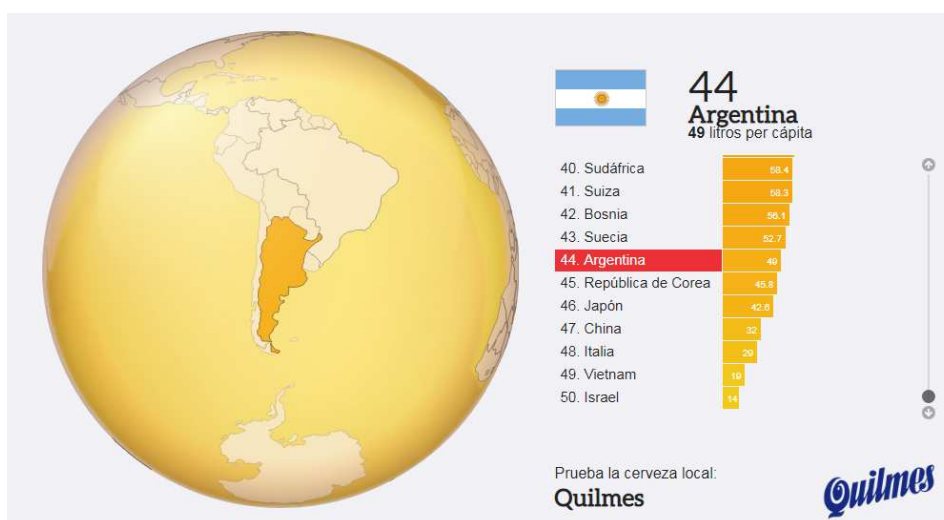 44
Argentina
49 litros per cápita
40. Sudáfrica 58.4
41. Suiza 58.3
42. Bosnia 56.1
43. Suecia 52.7
44. Argentina 49
45. República de Corea 45.8
46. Japón 42.6
47. China 32
48. Italia 29
49. Vietnam 19
50. Israel 14
Prueba la cerveza local:
Quilmes
Quilmes